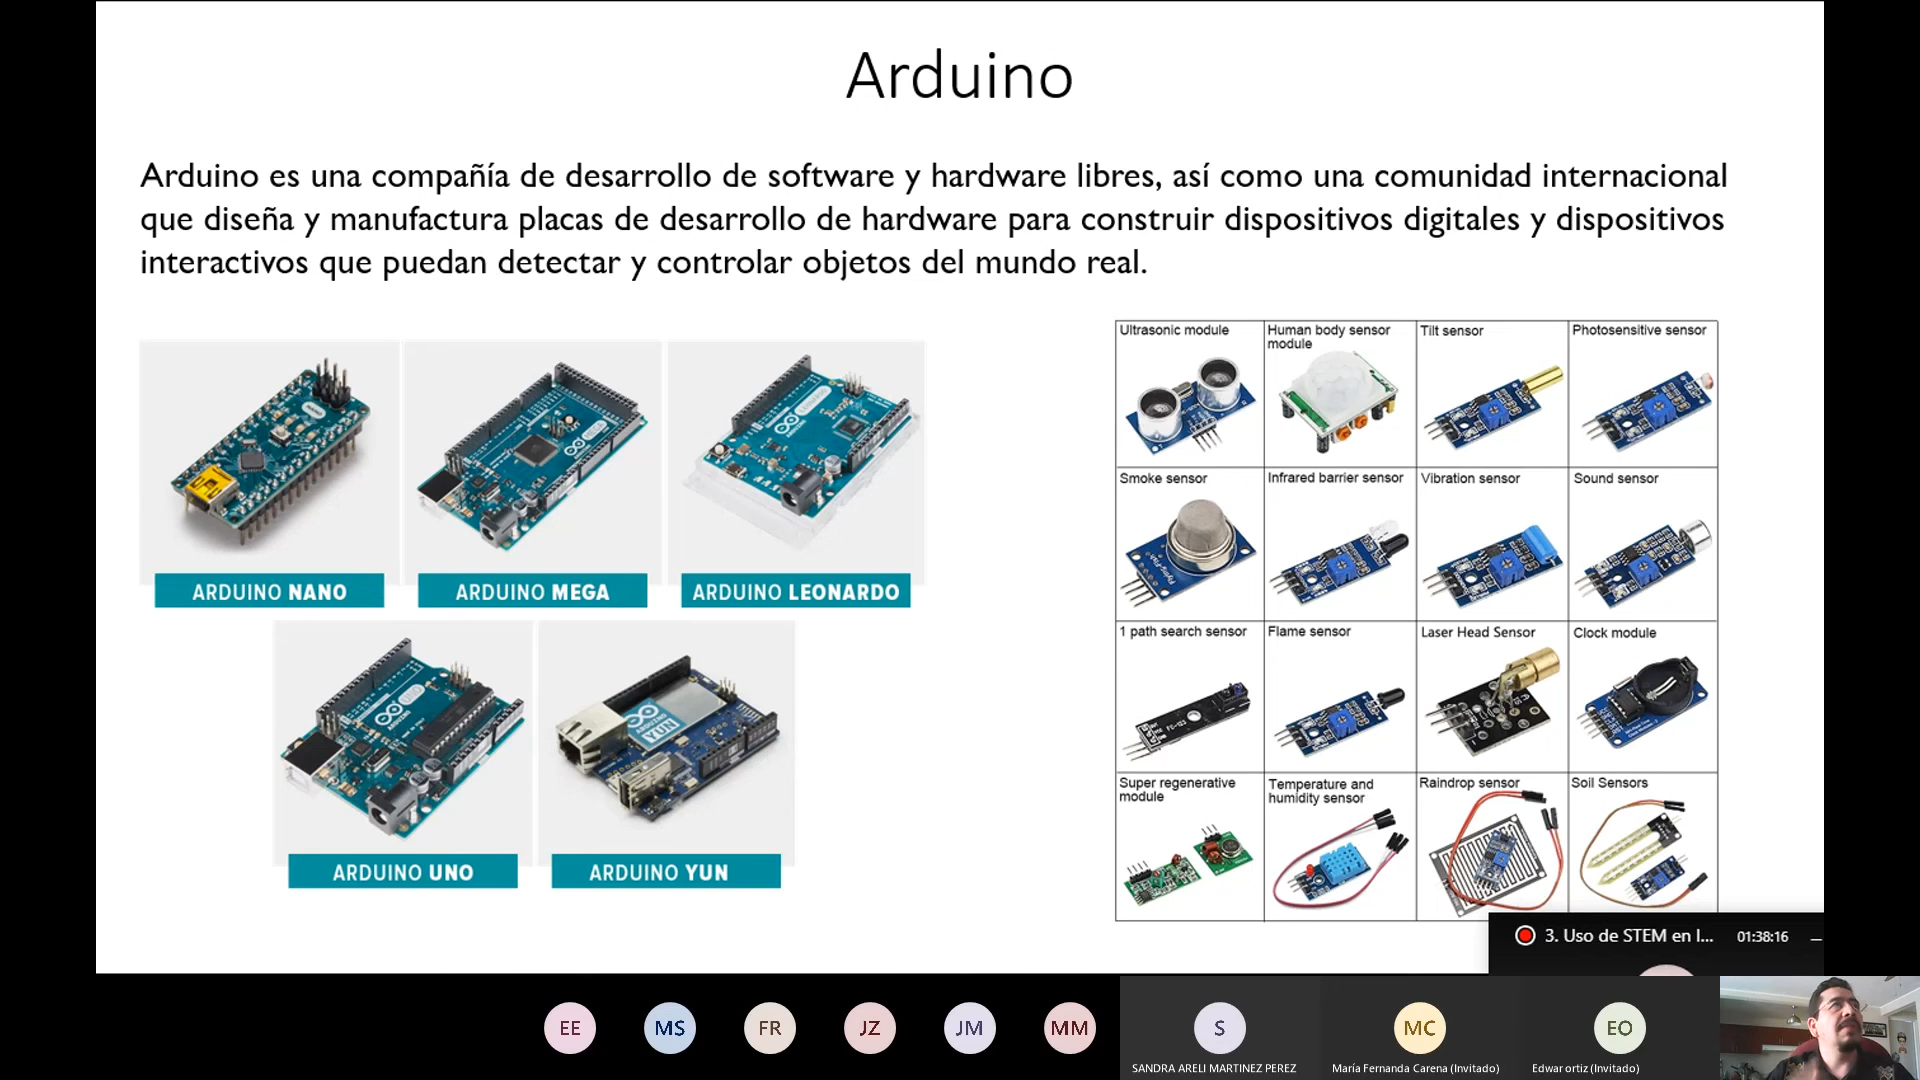 Arduino
Arduino es una compañía de desarrollo de software y hardware libres, así como una comunidad internacional
que diseña y manufactura placas de desarrollo de hardware para construir dispositivos digitales y dispositivos
interactivos que puedan detectar y controlar objetos del mundo real.
ARDUINO NANO
ARDUINO MEGA
ARDUINO LEONARDO
ARDUINO UNO
ARDUINO YUN
Ultrasonic module
Human body sensor
module
Tilt sensor
Photosensitive sensor
Smoke sensor
Infrared barrier sensor
Vibration sensor
Sound sensor
1 path search sensor
Flame sensor
Laser Head Sensor
Clock module
Super regenerative
module
Temperature and
humidity sensor
Raindrop sensor
Soil Sensors
3. Uso de STEM en l...
01:38:16
EE
MS
FR
JZ
JM
MM
S
MC
EO
SANDRA ARELI MARTINEZ PEREZ
María Fernanda Carena (Invitado)
Edwar ortiz (Invitado)